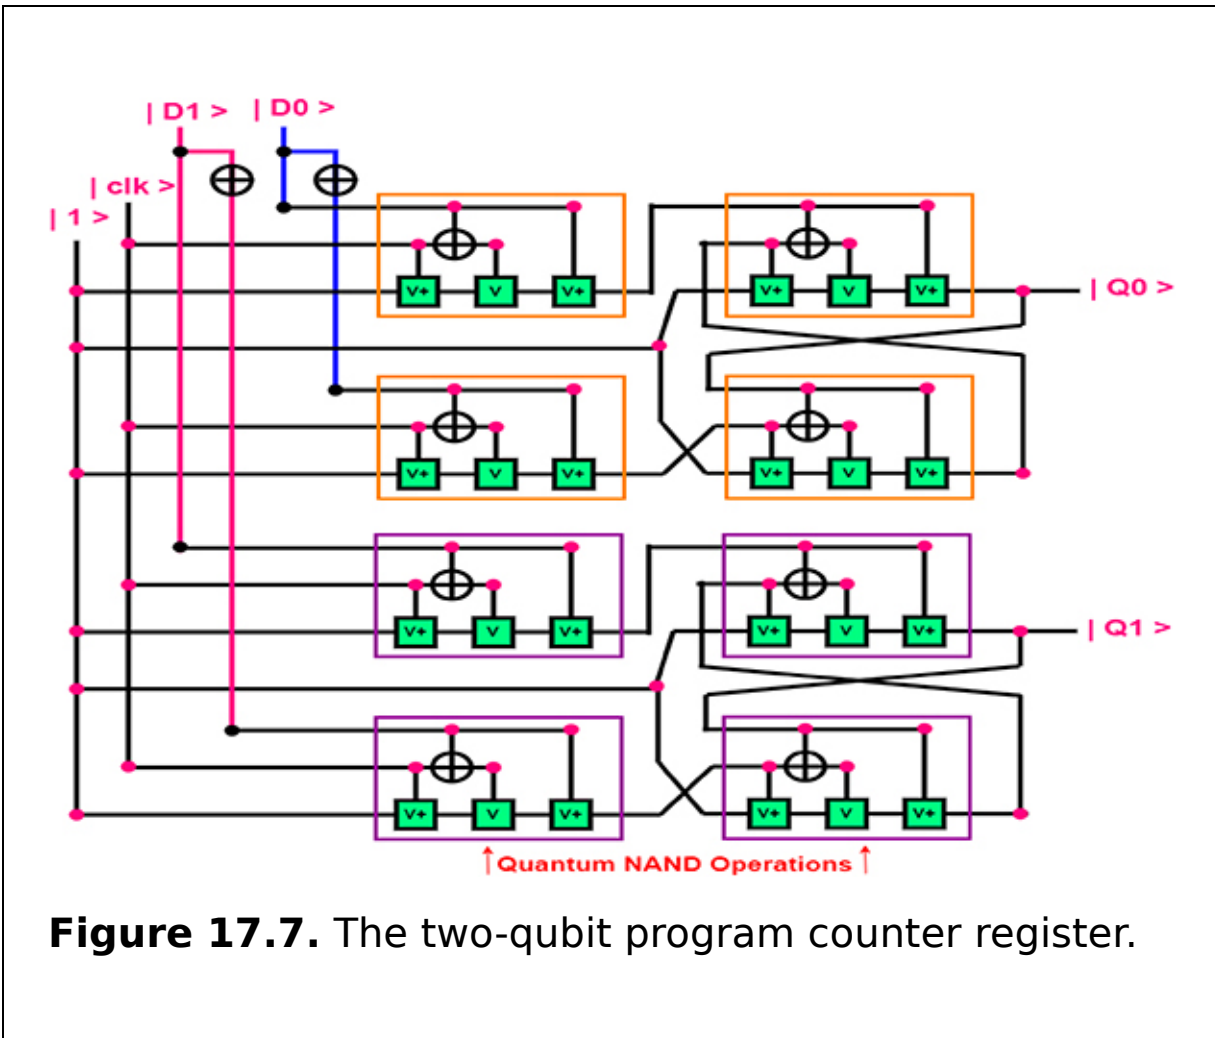 | D1 > | D0 >
| clk >
| 1 >
V+ V V+ V+ V V+
| Q0 >
V+ V V+ V+ V V+
V+ V V+ V+ V V+
| Q1 >
V+ V V+ V+ V V+
↑Quantum NAND Operations↑
Figure 17.7. The two-qubit program counter register.